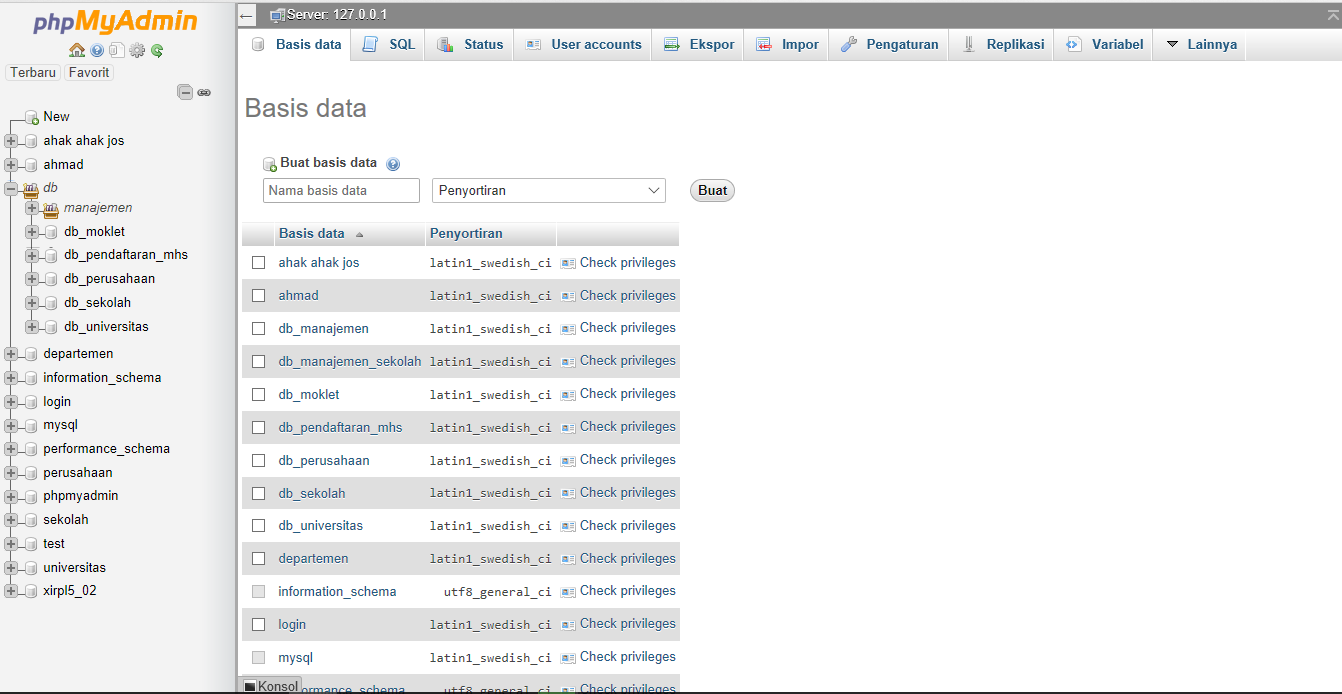 phpMyAdmin
Terbaru Favorit
New
ahak ahak jos
ahmad
db
manajemen
db_moklet
db_pendaftaran_mhs
db_perusahaan
db_sekolah
db_universitas
departemen
information_schema
login
mysql
performance_schema
perusahaan
phpmyadmin
sekolah
test
universitas
xirpl5_02
Server: 127.0.0.1
Basis data SQL Status User accounts Ekspor Impor Pengaturan Replikasi Variabel Lainnya
Basis data
Buat basis data
Nama basis data Penyortiran Buat
Basis data Penyortiran
ahak ahak jos latin1_swedish_ci Check privileges
ahmad latin1_swedish_ci Check privileges
db_manajemen latin1_swedish_ci Check privileges
db_manajemen_sekolah latin1_swedish_ci Check privileges
db_moklet latin1_swedish_ci Check privileges
db_pendaftaran_mhs latin1_swedish_ci Check privileges
db_perusahaan latin1_swedish_ci Check privileges
db_sekolah latin1_swedish_ci Check privileges
db_universitas latin1_swedish_ci Check privileges
departemen latin1_swedish_ci Check privileges
information_schema utf8_general_ci Check privileges
login latin1_swedish_ci Check privileges
mysql latin1_swedish_ci Check privileges
ormance_schema utf8_general_ci Check privileges
Konsol